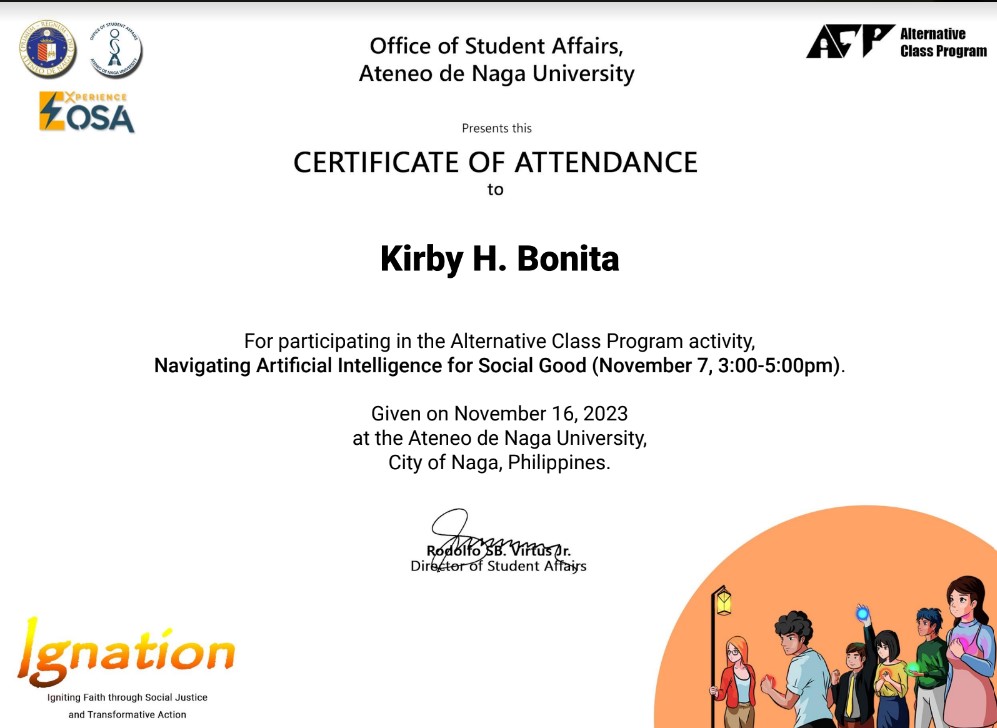 Office of Student Affairs,
Ateneo de Naga University
Alternative
Class Program
ACP
XPERIENCE
OSA
Presents this
CERTIFICATE OF ATTENDANCE
to
Kirby H. Bonita
For participating in the Alternative Class Program activity,
Navigating Artificial Intelligence for Social Good (November 7, 3:00-5:00pm).
Given on November 16, 2023
at the Ateneo de Naga University,
City of Naga, Philippines.
Rodolfo SB. Virtus Jr.
Director of Student Affairs
Ignation
Igniting Faith through Social Justice
and Transformative Action